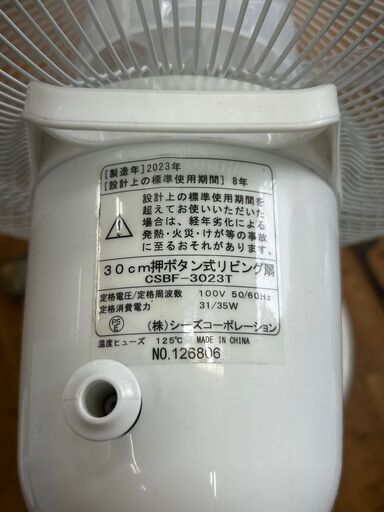 [製造年]2023年
[設計上の標準使用期間] 8年
設計上の標準使用期間を
超えてお使いいただいた
場合は、経年劣化による
発熱・火災・けが等の事故
に至るおそれがあります。
30cm押ボタン式リビング扇
CSBF-3023T
定格電圧/定格周波数 100V 50/60Hz
定格消費電力 31/35W
PSE (株)シーズコーポレーション
温度ヒューズ 125℃ MADE IN CHINA
NO.126806